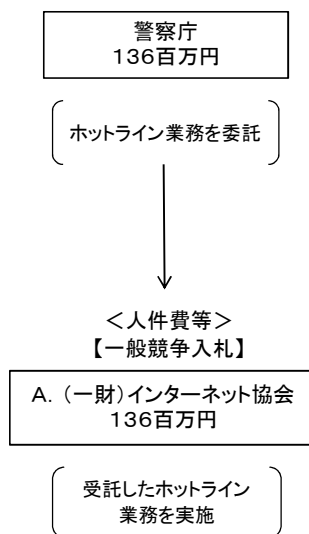 警察庁
136百万円
ホットライン業務を委託
＜人件費等＞
【一般競争入札】
A. （一財）インターネット協会
136百万円
受託したホットライン
業務を実施